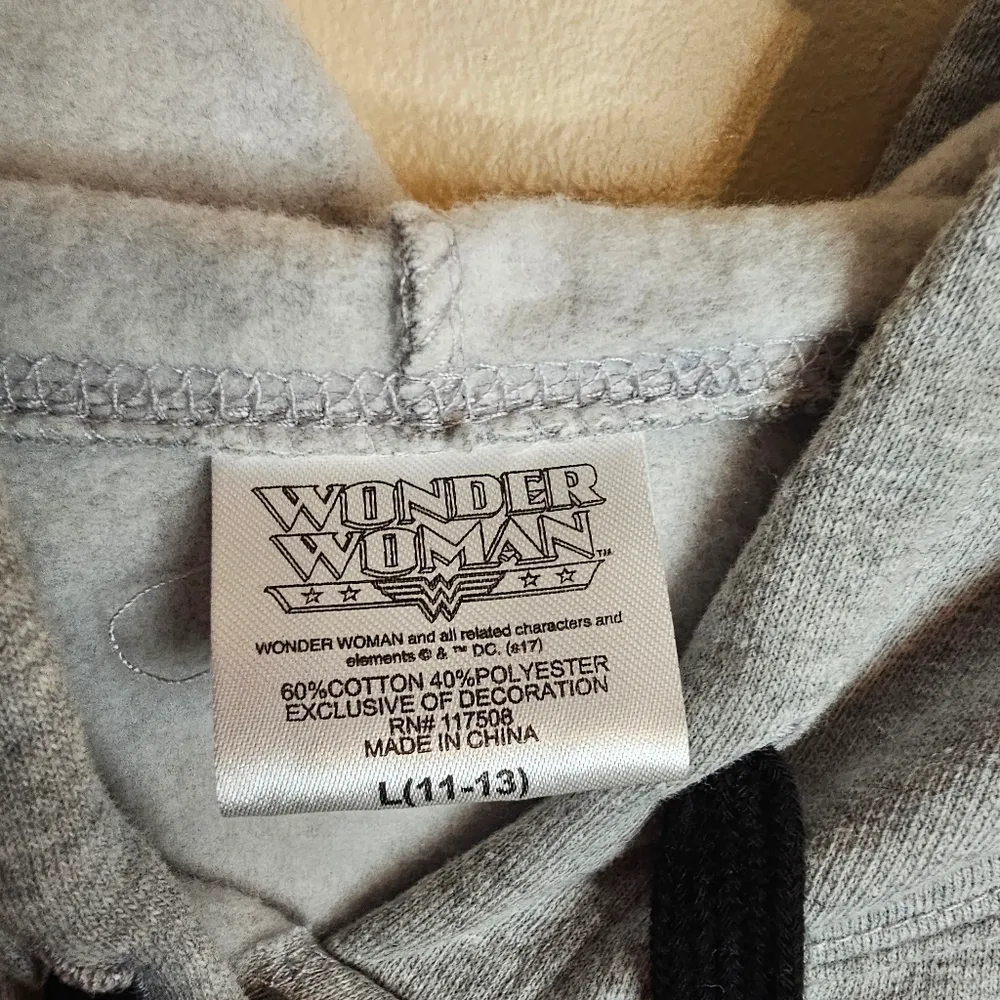 WONDER
WOMAN™
WONDER WOMAN and all related characters and
elements © & ™ DC. (s17)
60%COTTON 40%POLYESTER
EXCLUSIVE OF DECORATION
RN# 117508
MADE IN CHINA
L(11-13)